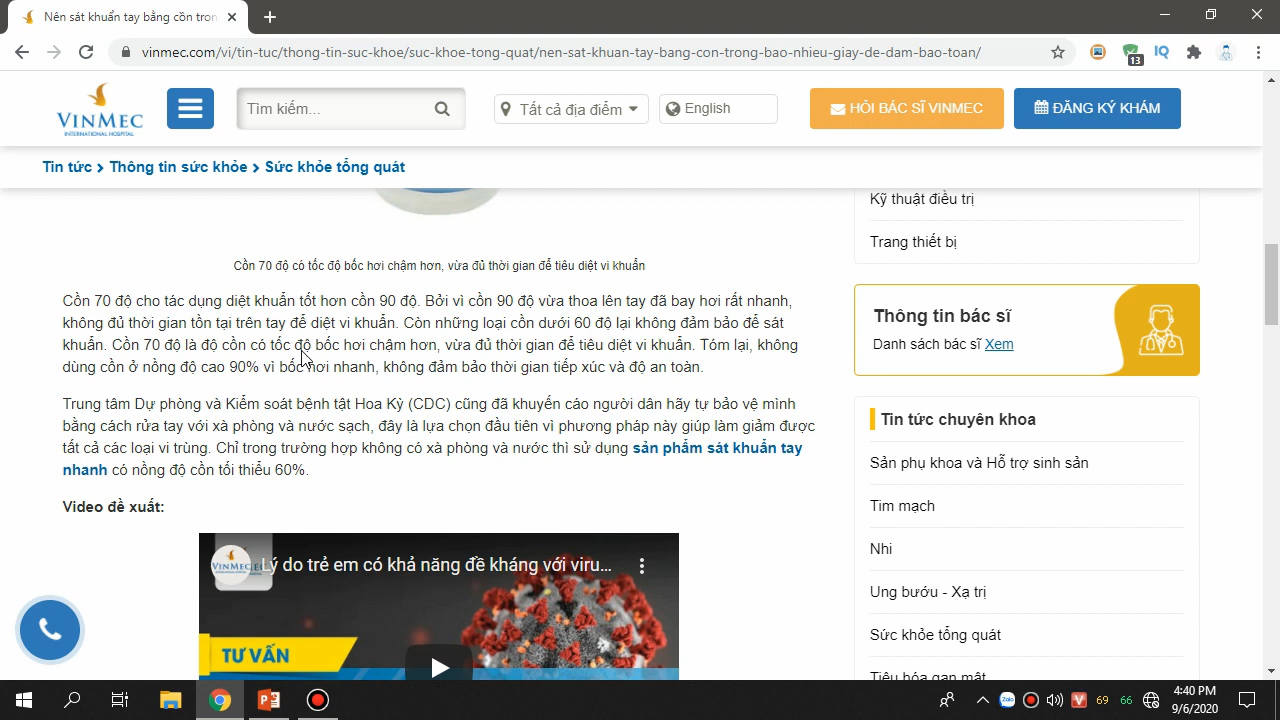 Nên sát khuẩn tay bằng cồn tron
vinmec.com/vi/tin-tuc/thong-tin-suc-khoe/suc-khoe-tong-quat/nen-sat-khuan-tay-bang-con-trong-bao-nhieu-giay-de-dam-bao-toan/
13
IQ
VINMEC
INTERNATIONAL HOSPITAL
Tìm kiếm...
Tất cả địa điểm
English
HỎI BÁC SĨ VINMEC
ĐĂNG KÝ KHÁM
Tin tức > Thông tin sức khỏe > Sức khỏe tổng quát
Cồn 70 độ có tốc độ bốc hơi chậm hơn, vừa đủ thời gian để tiêu diệt vi khuẩn
Cồn 70 độ cho tác dụng diệt khuẩn tốt hơn cồn 90 độ. Bởi vì cồn 90 độ vừa thoa lên tay đã bay hơi rất nhanh,
không đủ thời gian tồn tại trên tay để diệt vi khuẩn. Còn những loại cồn dưới 60 độ lại không đảm bảo để sát
khuẩn. Cồn 70 độ là độ cồn có tốc độ bốc hơi chậm hơn, vừa đủ thời gian để tiêu diệt vi khuẩn. Tóm lại, không
dùng cồn ở nồng độ cao 90% vì bốc hơi nhanh, không đảm bảo thời gian tiếp xúc và độ an toàn.
Trung tâm Dự phòng và Kiểm soát bệnh tật Hoa Kỳ (CDC) cũng đã khuyến cáo người dân hãy tự bảo vệ mình
bằng cách rửa tay với xà phòng và nước sạch, đây là lựa chọn đầu tiên vì phương pháp này giúp làm giảm được
tất cả các loại vi trùng. Chỉ trong trường hợp không có xà phòng và nước thì sử dụng sản phẩm sát khuẩn tay
nhanh có nồng độ cồn tối thiểu 60%.
Video đề xuất:
VINMEC
Lý do trẻ em có khả năng đề kháng với viru...
TƯ VẤN
Kỹ thuật điều trị
Trang thiết bị
Thông tin bác sĩ
Danh sách bác sĩ Xem
Tin tức chuyên khoa
Sản phụ khoa và Hỗ trợ sinh sản
Tim mạch
Nhi
Ung bướu - Xạ trị
Sức khỏe tổng quát
Tiêu hóa gan mật
Zalo
V
69
66
4:40 PM
9/6/2020